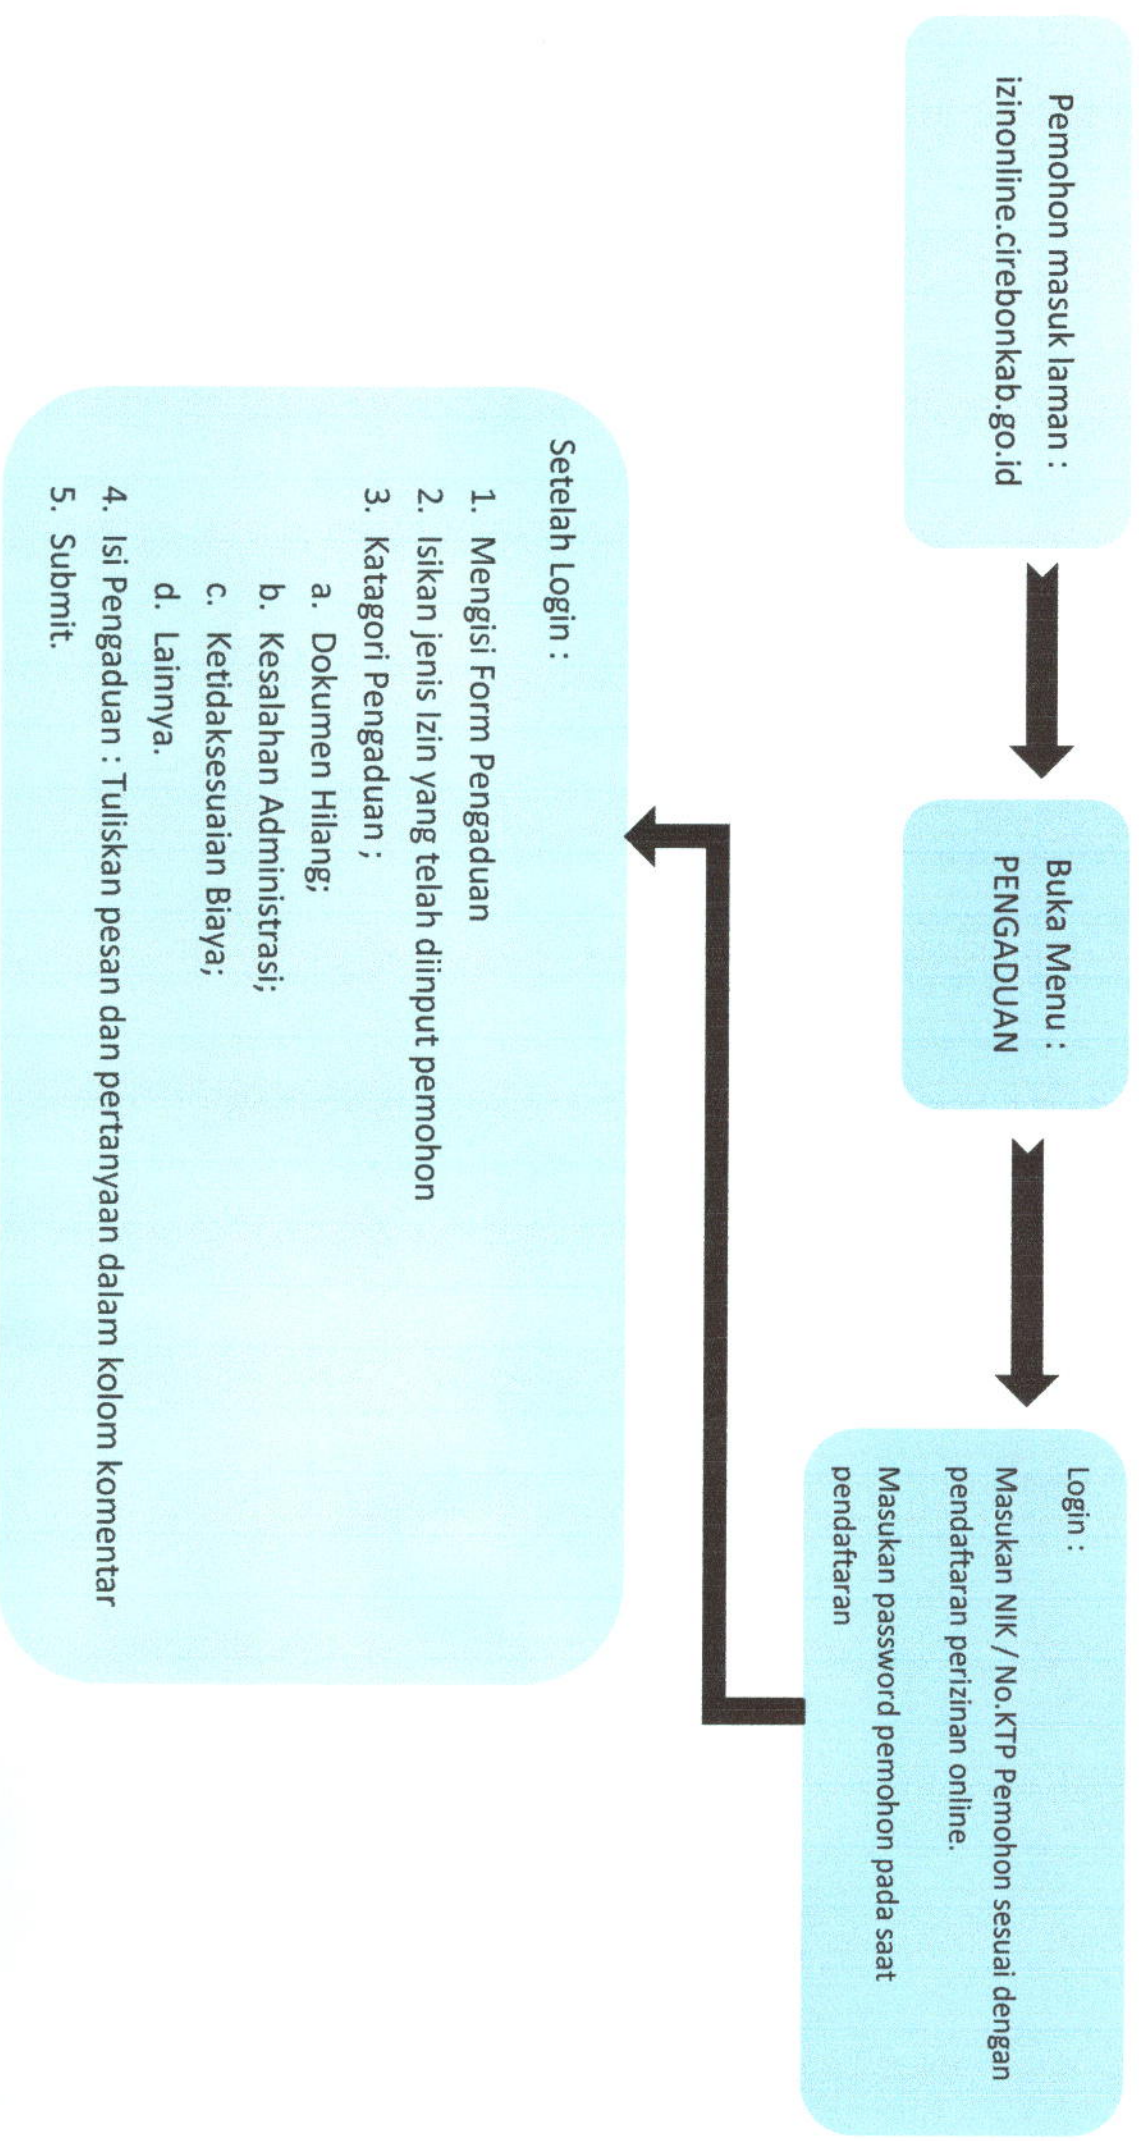 Pemohon masuk laman :
izinonline.cirebonkab.go.id
Buka Menu :
PENGADUAN
Login :
Masukan NIK / No.KTP Pemohon sesuai dengan
pendaftaran perizinan online.
Masukan password pemohon pada saat
pendaftaran
Setelah Login :
1. Mengisi Form Pengaduan
2. Isikan jenis Izin yang telah diinput pemohon
3. Katagori Pengaduan ;
a. Dokumen Hilang;
b. Kesalahan Administrasi;
c. Ketidaksesuaian Biaya;
d. Lainnya.
4. Isi Pengaduan : Tuliskan pesan dan pertanyaan dalam kolom komentar
5. Submit.